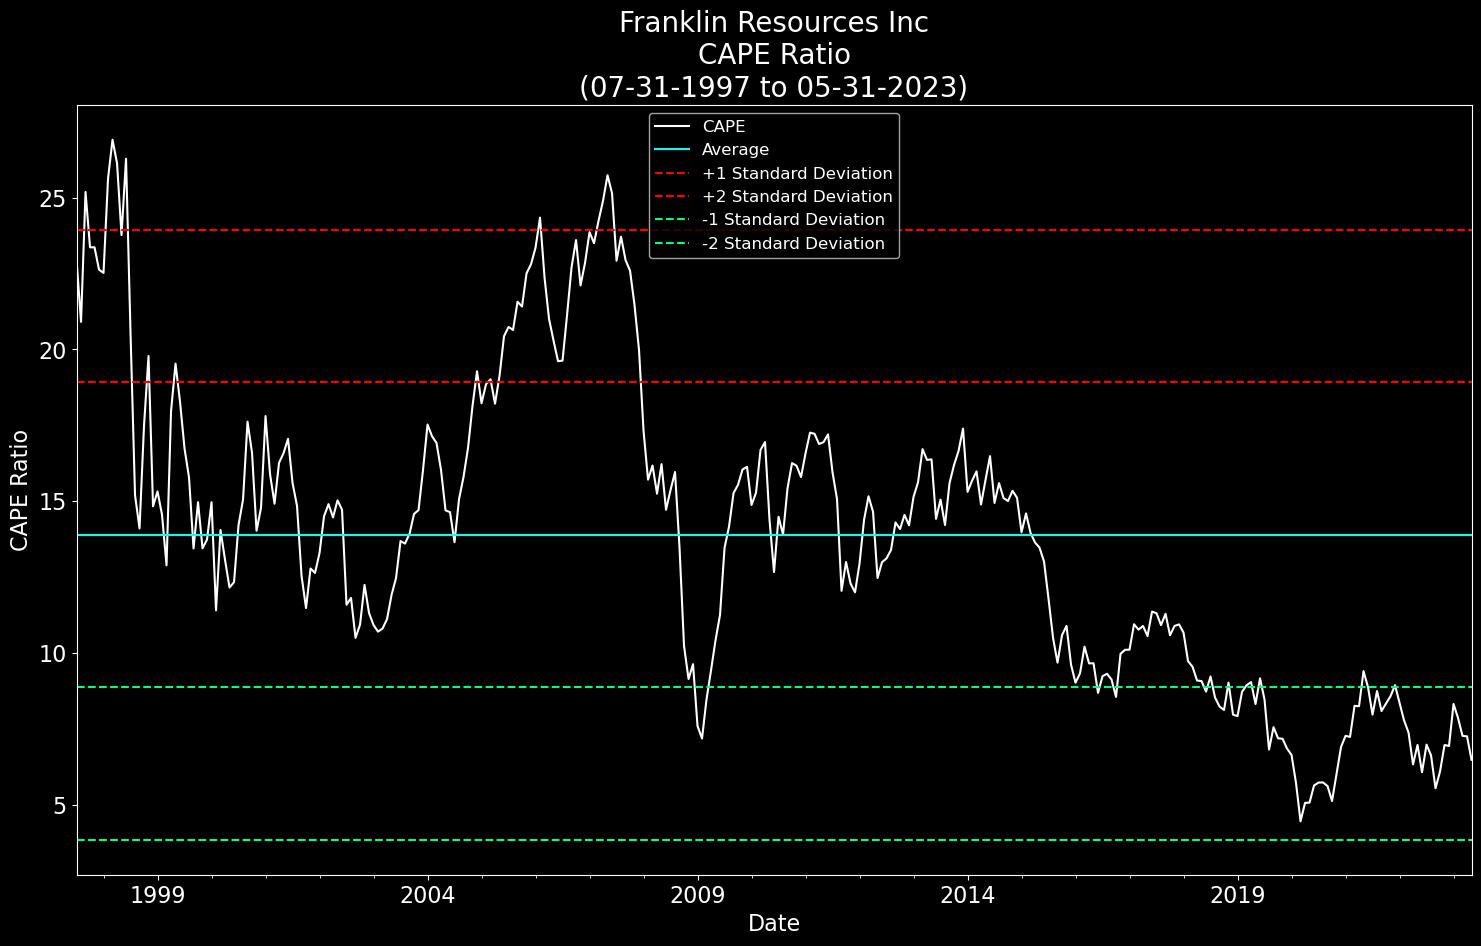 Franklin Resources Inc
CAPE Ratio
(07-31-1997 to 05-31-2023)
CAPE
Average
+1 Standard Deviation
+2 Standard Deviation
-1 Standard Deviation
-2 Standard Deviation
CAPE Ratio
25
20
15
10
5
1999
2004
2009
2014
2019
Date